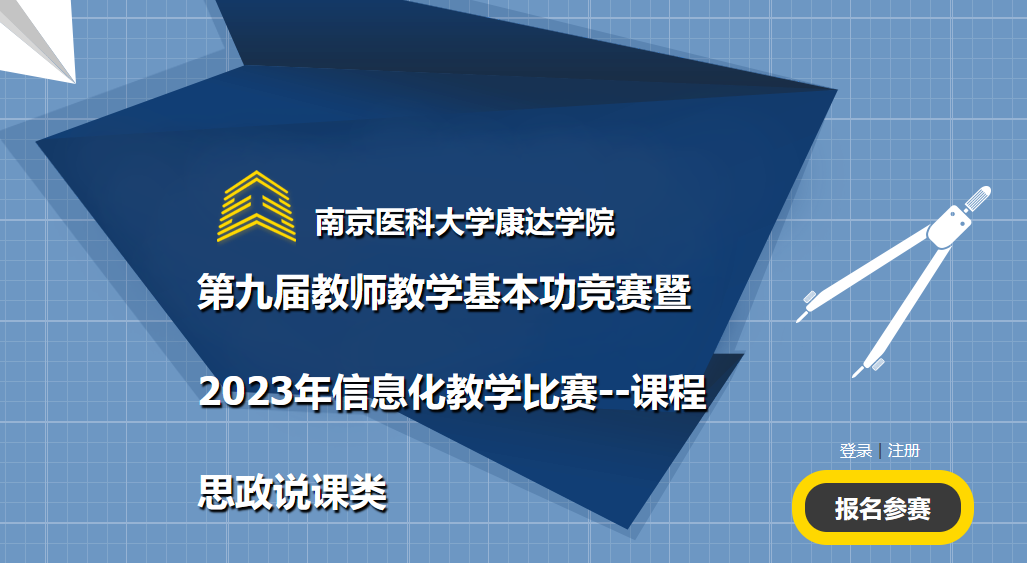 南京医科大学康达学院
第九届教师教学基本功竞赛暨
2023年信息化教学比赛--课程
思政说课类
登录 | 注册
报名参赛